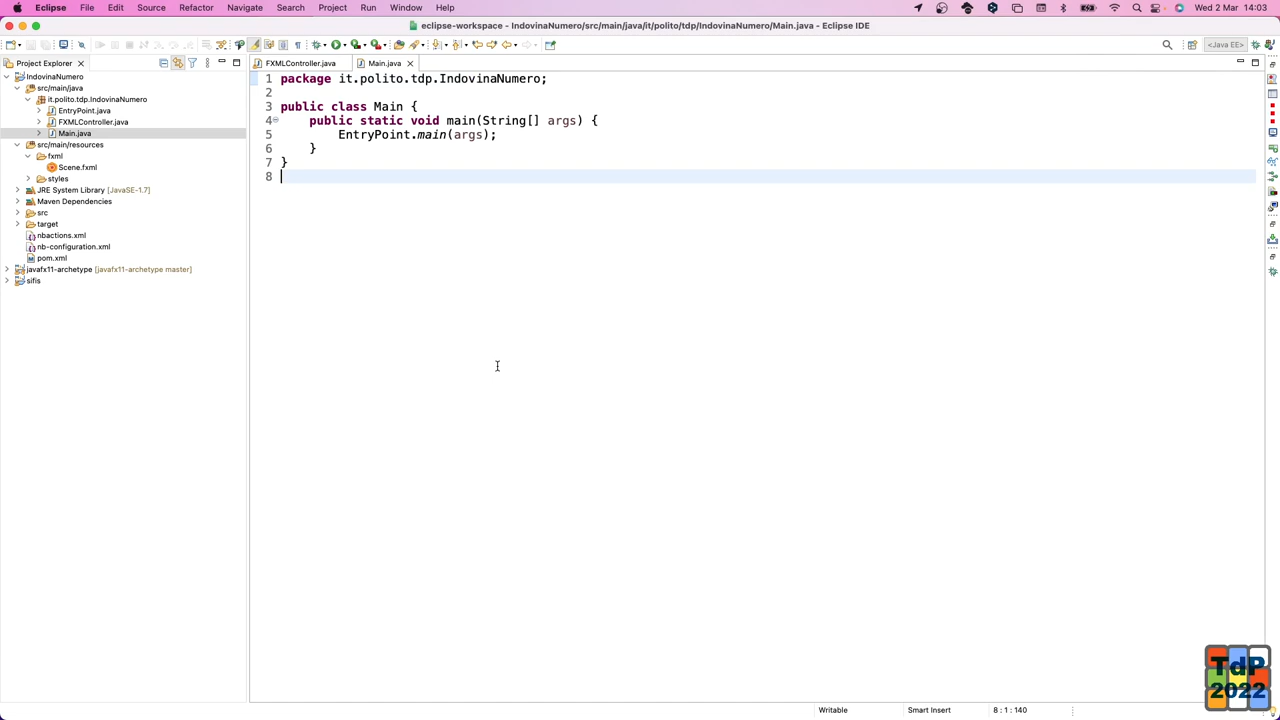 Eclipse File Edit Source Refactor Navigate Search Project Run Window Help Wed 2 Mar 14:03
eclipse-workspace - IndovinaNumero/src/main/java/it/polito/tdp/IndovinaNumero/Main.java - Eclipse IDE
<Java EE>
Project Explorer
FXMLController.java
Main.java
IndovinaNumero
src/main/java
it.polito.tdp.IndovinaNumero
EntryPoint.java
FXMLController.java
Main.java
src/main/resources
fxml
Scene.fxml
styles
JRE System Library [JavaSE-1.7]
Maven Dependencies
src
target
nbactions.xml
nb-configuration.xml
pom.xml
javafx11-archetype [javafx11-archetype master]
sifis
1 package it.polito.tdp.IndovinaNumero;
2
3 public class Main {
4 public static void main(String[] args) {
5 EntryPoint.main(args);
6 }
7 }
8
TdP
2022
Writable Smart Insert 8 : 1 : 140